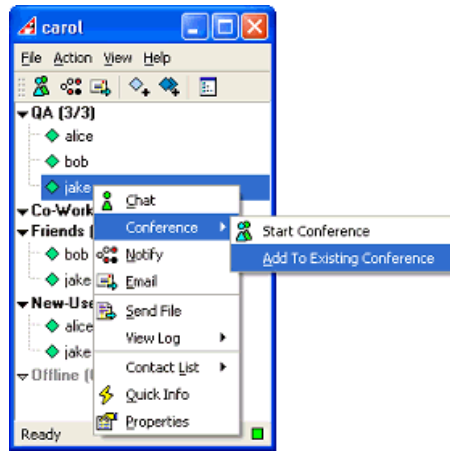 carol
File Action View Help
QA (3/3)
alice
bob
jake
Chat
Co-Work
Conference
Start Conference
Friends (
Add To Existing Conference
bob
Notify
jake
Email
New-Use
Send File
alice
View Log
jake
Contact List
Offline (
Quick Info
Properties
Ready